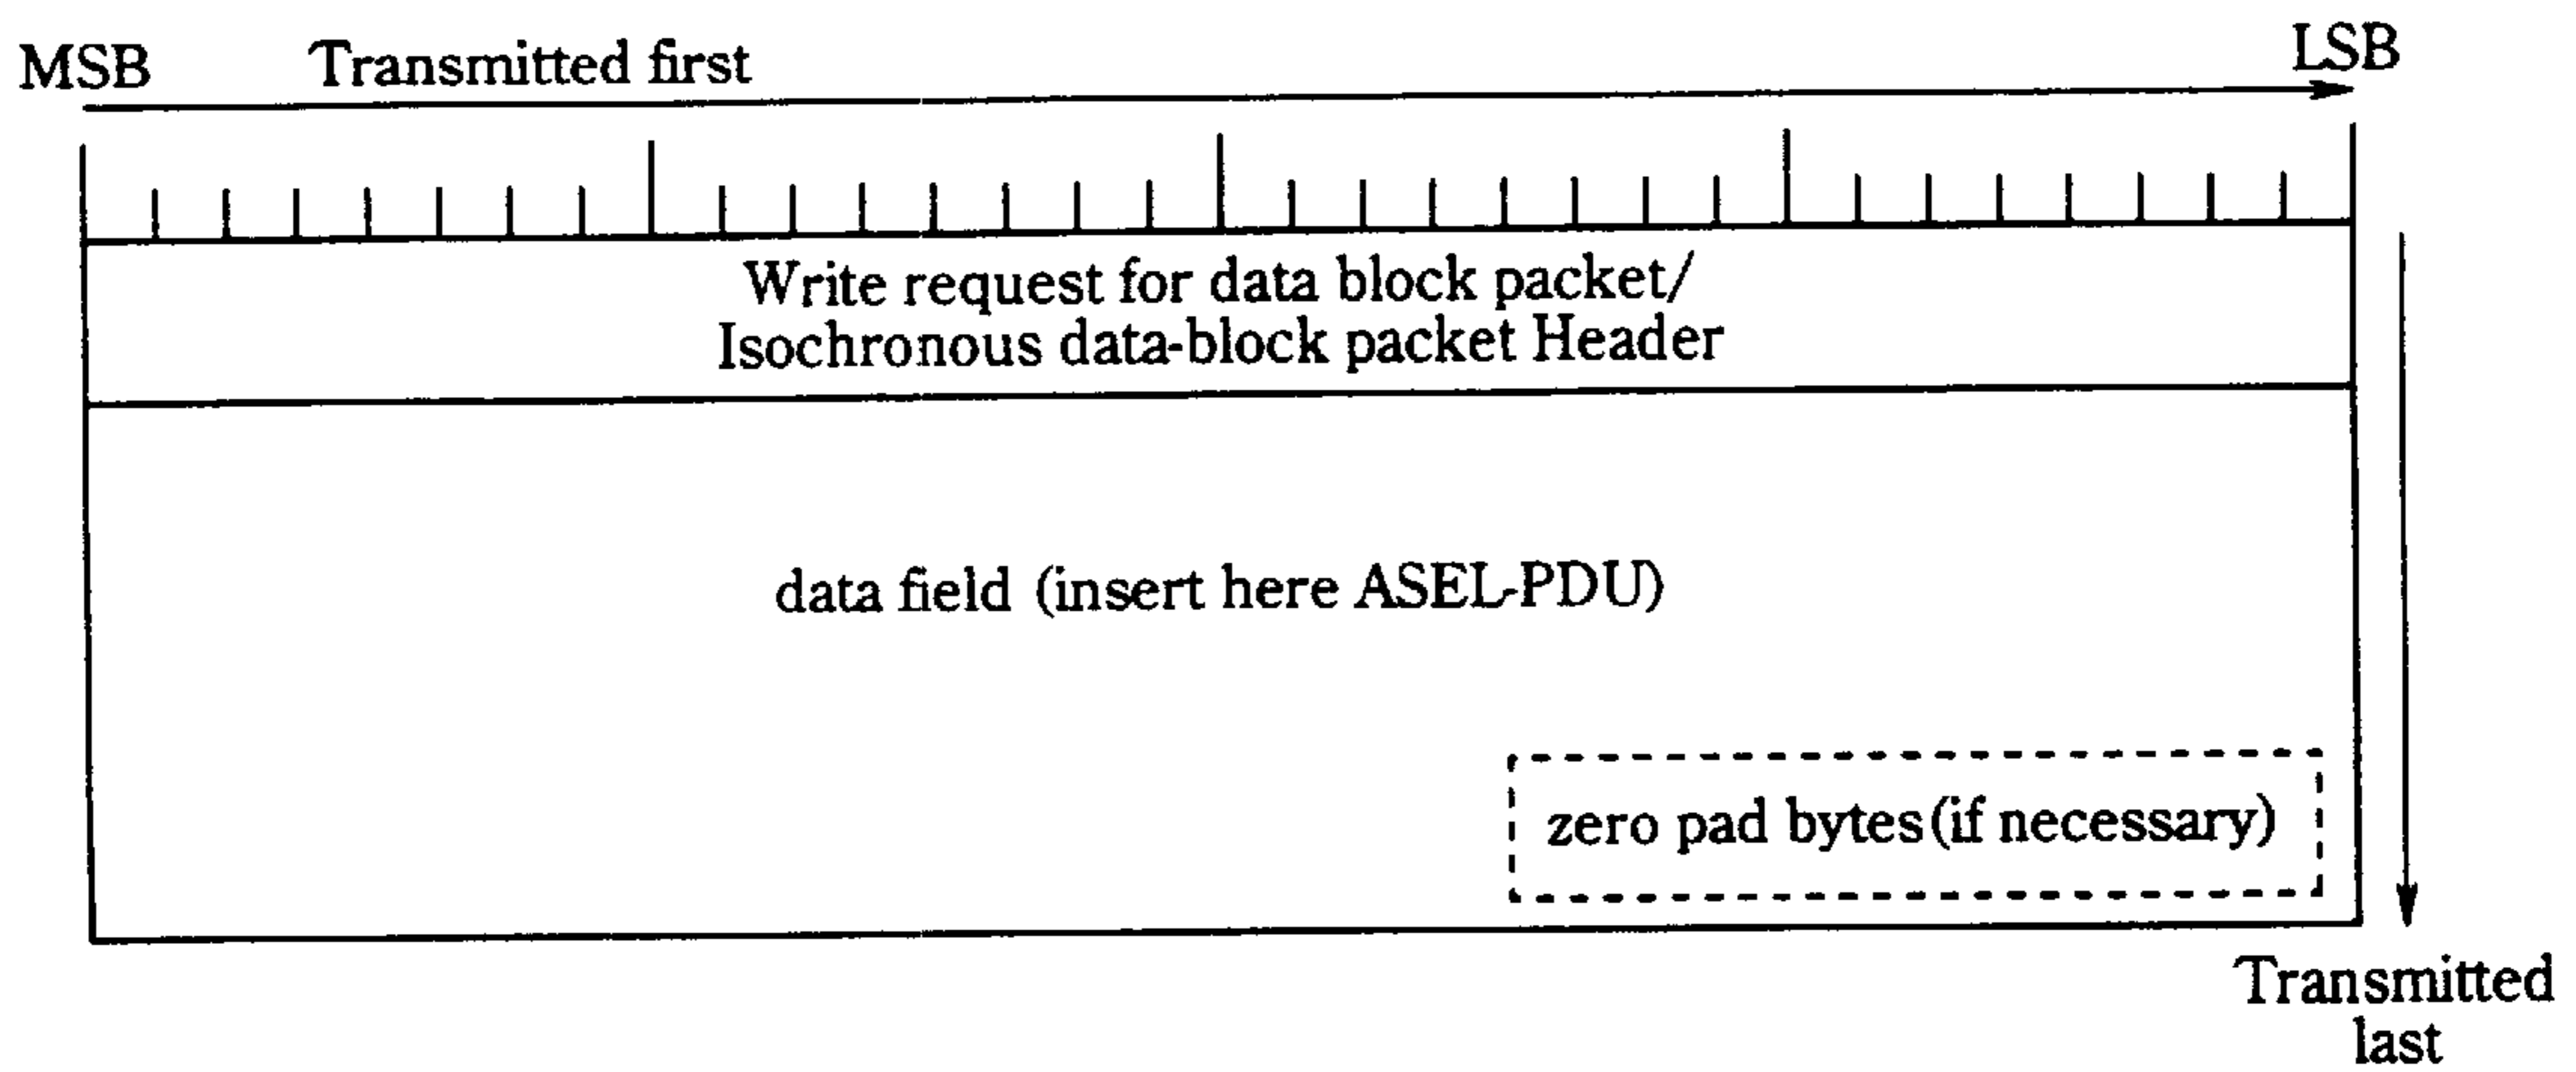 MSB Transmitted first LSB
Write request for data block packet/
Isochronous data-block packet Header
data field (insert here ASEL-PDU)
zero pad bytes(if necessary)
Transmitted
last